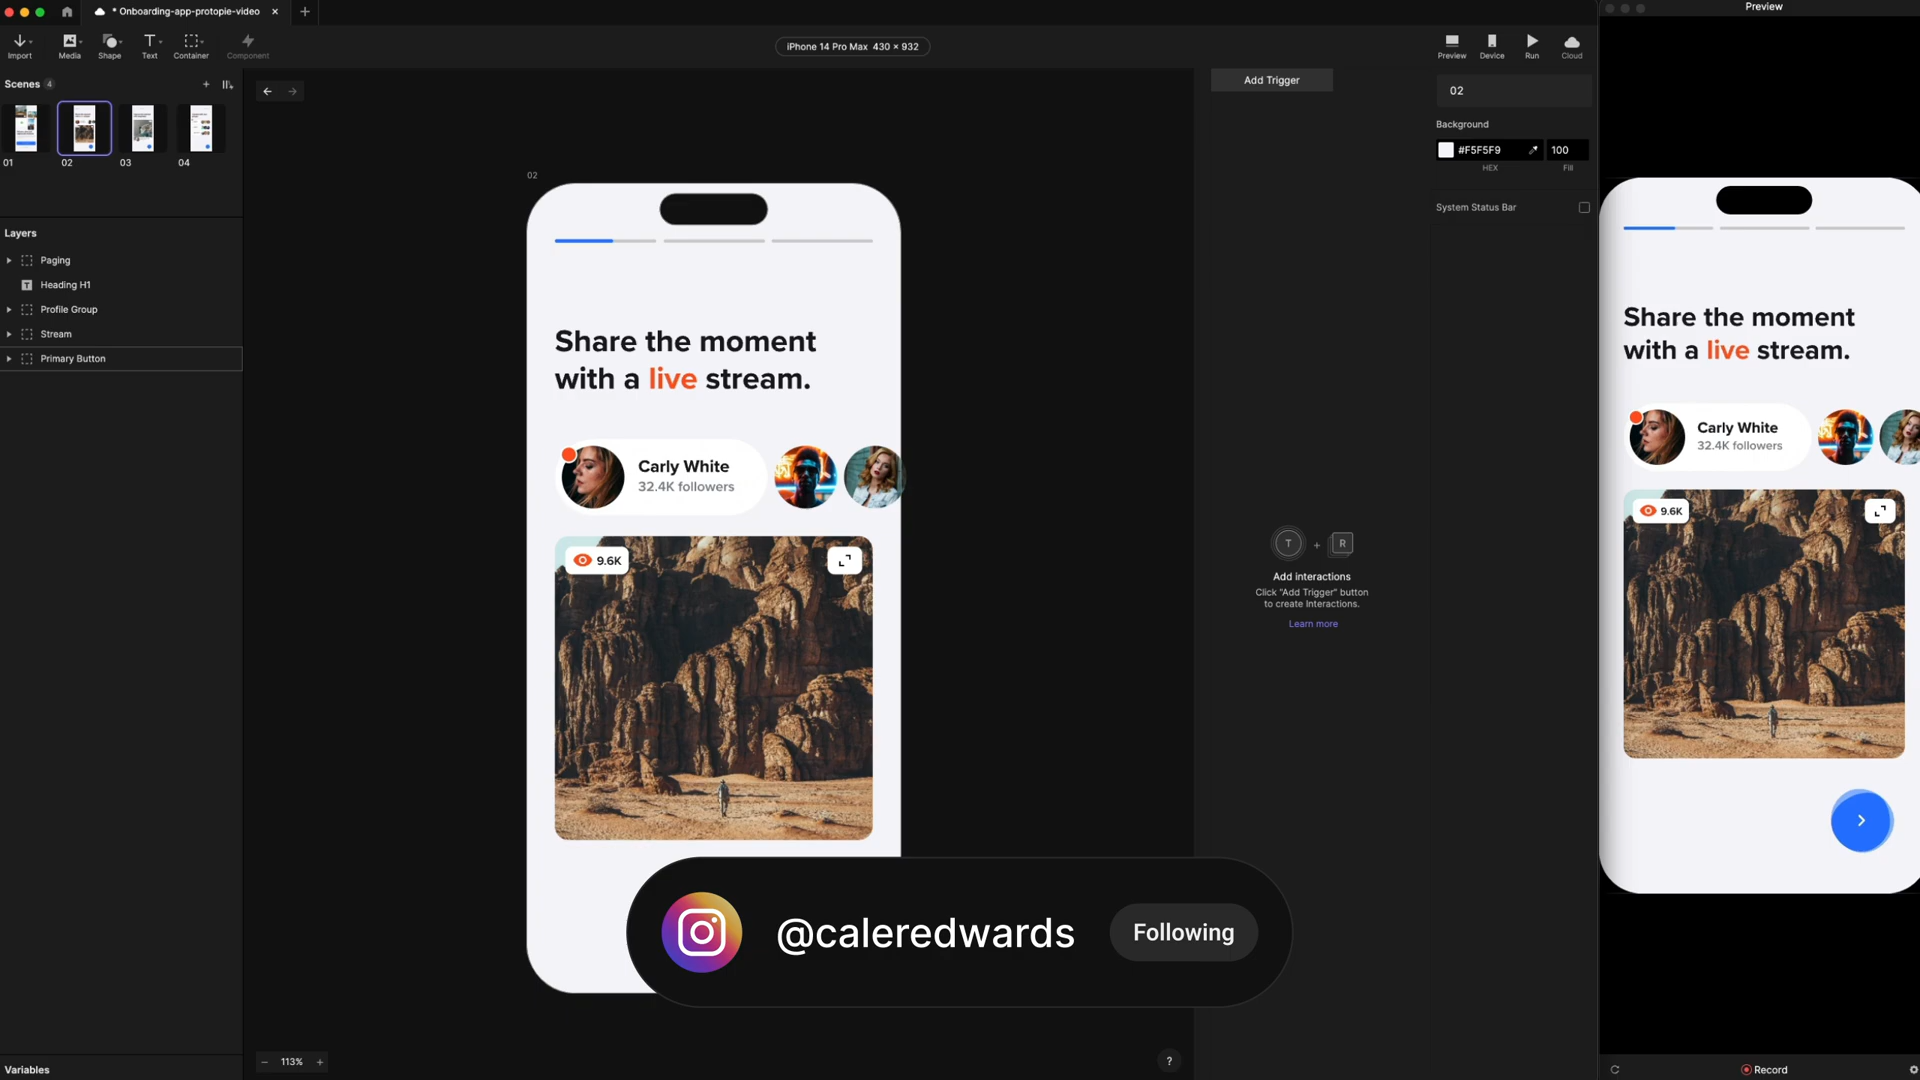 * Onboarding-app-protopie-video
Preview
Import
Media
Shape
Text
Container
Component
iPhone 14 Pro Max 430 × 932
Preview
Device
Run
Cloud
Scenes 4
01
02
03
04
Layers
Paging
Heading H1
Profile Group
Stream
Primary Button
Variables
02
Share the moment
with a live stream.
Carly White
32.4K followers
9.6K
@caleredwards
Following
113%
?
Add Trigger
T + R
Add interactions
Click "Add Trigger" button
to create Interactions.
Learn more
02
Background
#F5F5F9
100
HEX
Fill
System Status Bar
Share the moment
with a live stream.
Carly White
32.4K followers
9.6K
Record